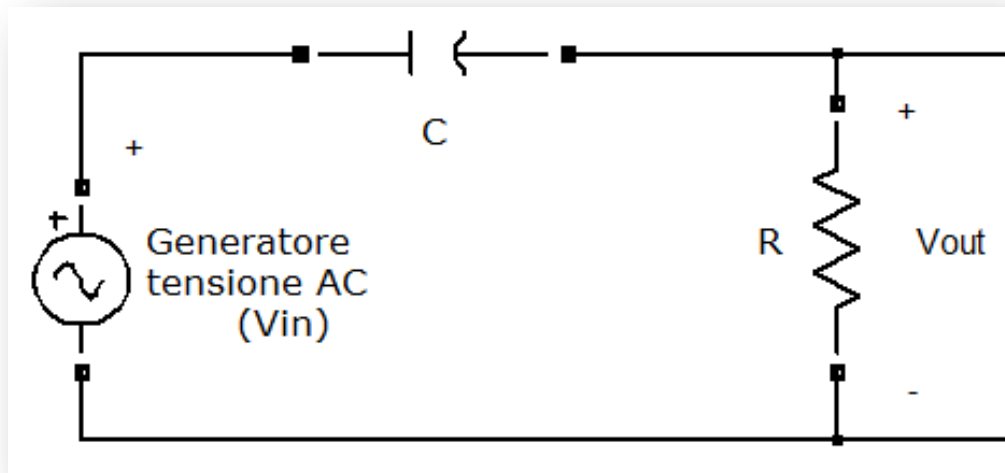 C
+
+
+
Generatore
tensione AC
(Vin)
R
Vout
-